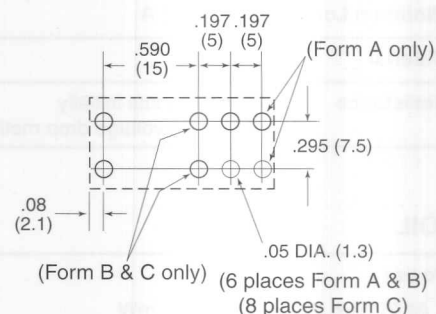 .197 .197
(5) (5)
.590
(15)
(Form A only)
.295 (7.5)
.08
(2.1)
.05 DIA. (1.3)
(Form B & C only)
(6 places Form A & B)
(8 places Form C)